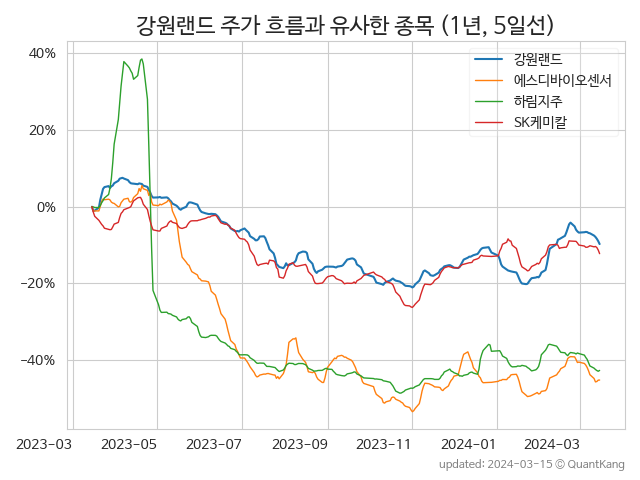 강원랜드 주가 흐름과 유사한 종목 (1년, 5일선)
강원랜드
에스디바이오센서
하림지주
SK케미칼
40%
20%
0%
−20%
−40%
2023-03 2023-05 2023-07 2023-09 2023-11 2024-01 2024-03
updated: 2024-03-15 © QuantKang